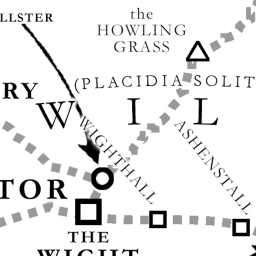 LLSTER
the
HOWLING
GRASS
(PLACIDIA SOLIT
RY
W I L
WIGHTHALL
ASHENSTALL
TOR
THE
WIGHT